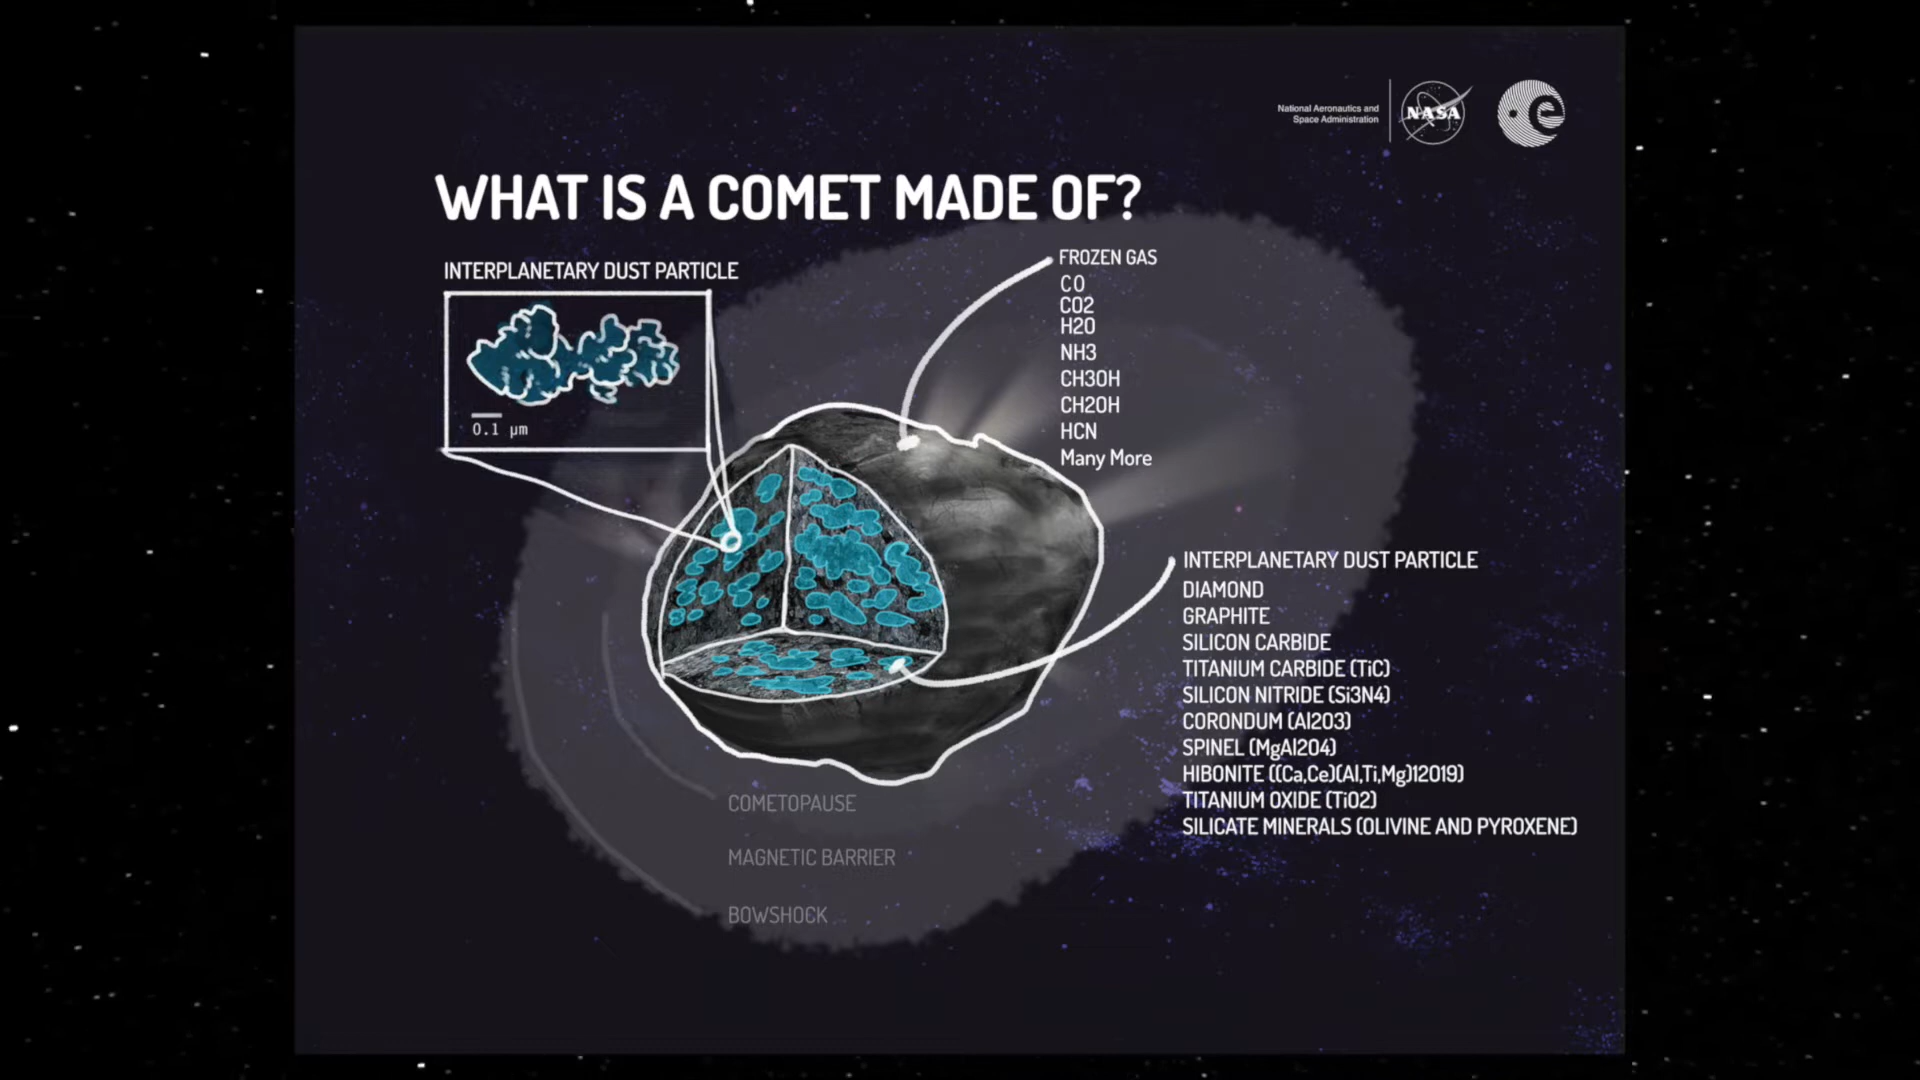 National Aeronautics and
Space Administration
NASA
esa
WHAT IS A COMET MADE OF?
INTERPLANETARY DUST PARTICLE
0.1 µm
FROZEN GAS
CO
CO2
H2O
NH3
CH3OH
CH2OH
HCN
Many More
INTERPLANETARY DUST PARTICLE
DIAMOND
GRAPHITE
SILICON CARBIDE
TITANIUM CARBIDE (TiC)
SILICON NITRIDE (Si3N4)
CORONDUM (Al2O3)
SPINEL (MgAl2O4)
HIBONITE ((Ca,Ce)(Al,Ti,Mg)12O19)
TITANIUM OXIDE (TiO2)
SILICATE MINERALS (OLIVINE AND PYROXENE)
COMETOPAUSE
MAGNETIC BARRIER
BOWSHOCK